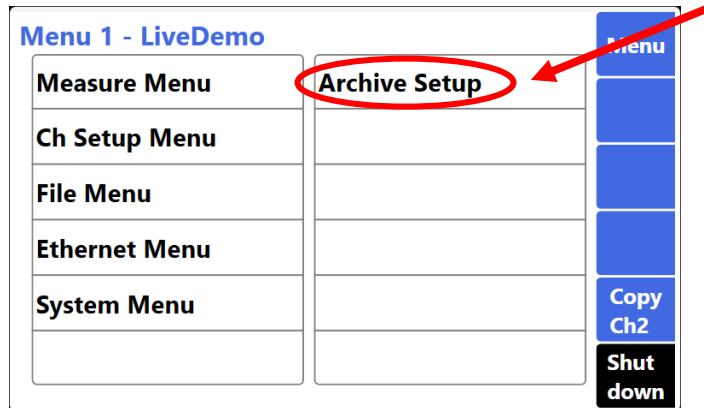 Menu 1 - LiveDemo
Measure Menu
Archive Setup
Ch Setup Menu
File Menu
Ethernet Menu
System Menu
Menu
Copy
Ch2
Shut
down